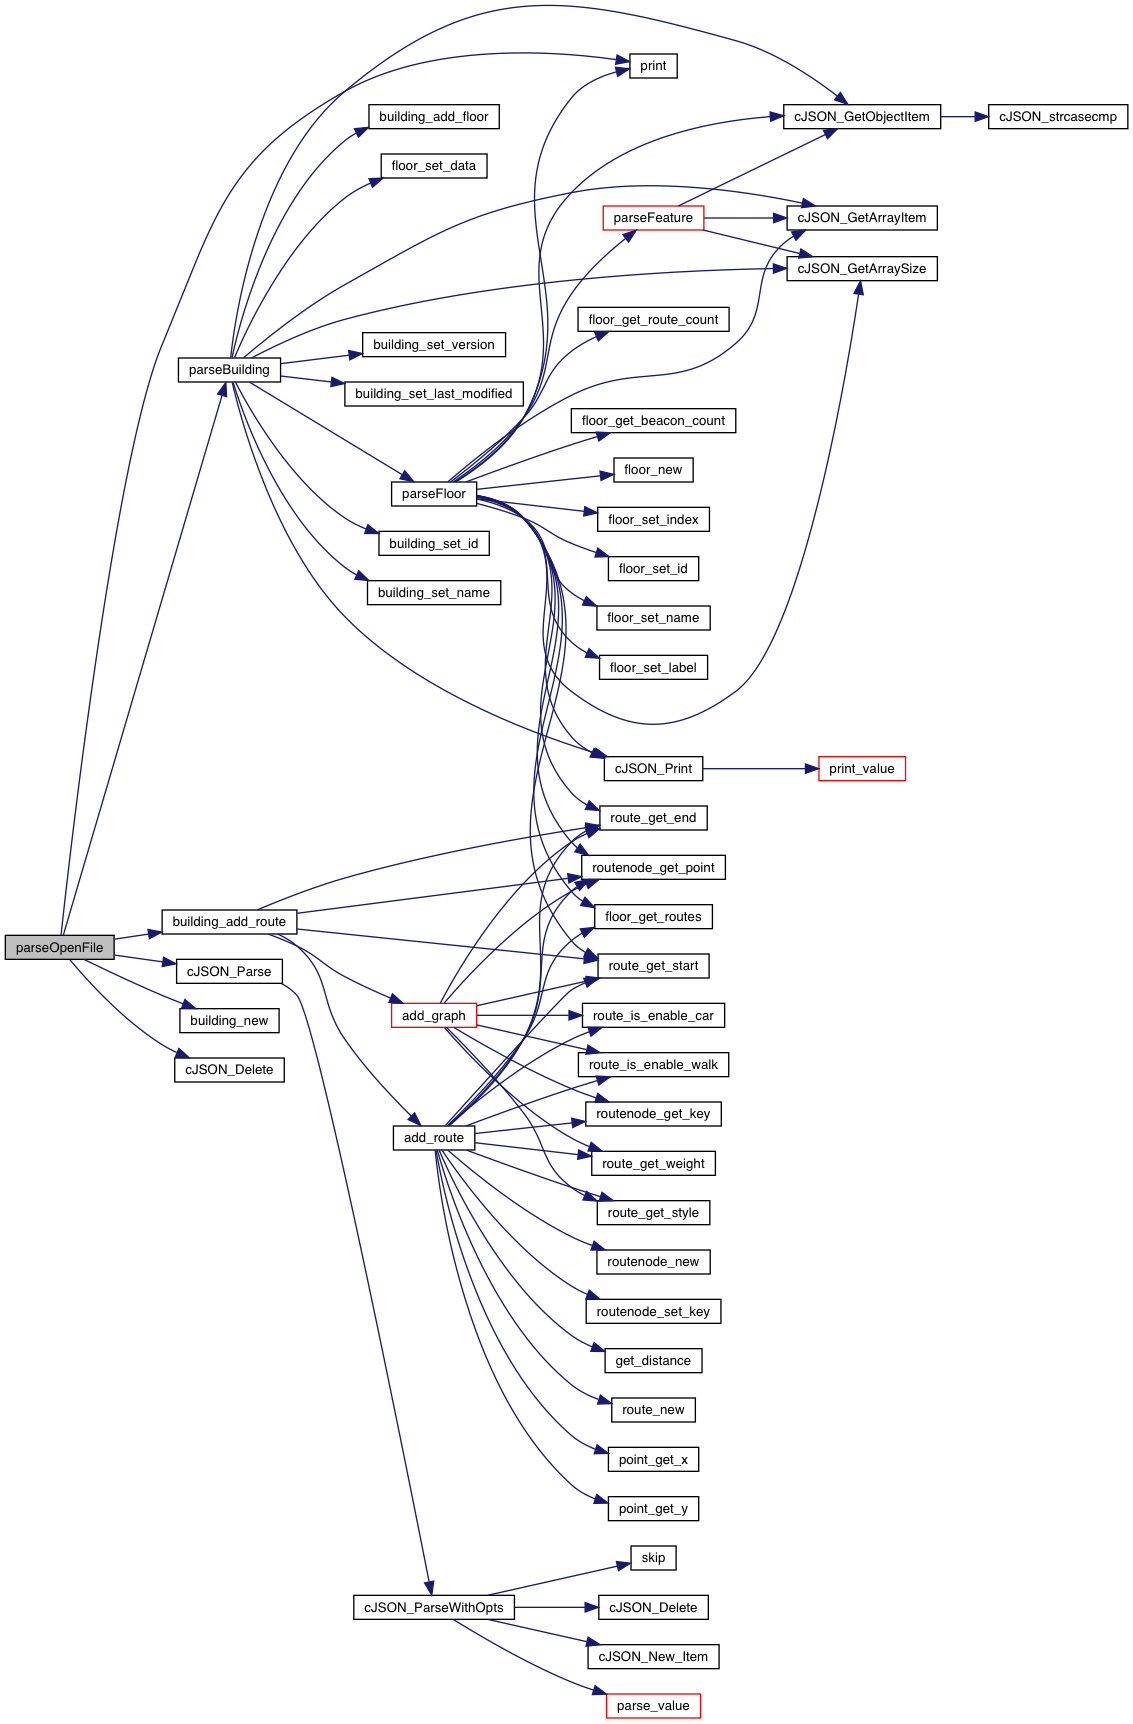 print
building_add_floor
cJSON_GetObjectItem
cJSON_strcasecmp
floor_set_data
parseFeature
cJSON_GetArrayItem
cJSON_GetArraySize
floor_get_route_count
building_set_version
parseBuilding
building_set_last_modified
floor_get_beacon_count
floor_new
parseFloor
floor_set_index
building_set_id
floor_set_id
building_set_name
floor_set_name
floor_set_label
cJSON_Print
print_value
route_get_end
routenode_get_point
building_add_route
floor_get_routes
parseOpenFile
cJSON_Parse
route_get_start
building_new
add_graph
route_is_enable_car
cJSON_Delete
route_is_enable_walk
routenode_get_key
add_route
route_get_weight
route_get_style
routenode_new
routenode_set_key
get_distance
route_new
point_get_x
point_get_y
skip
cJSON_ParseWithOpts
cJSON_Delete
cJSON_New_Item
parse_value